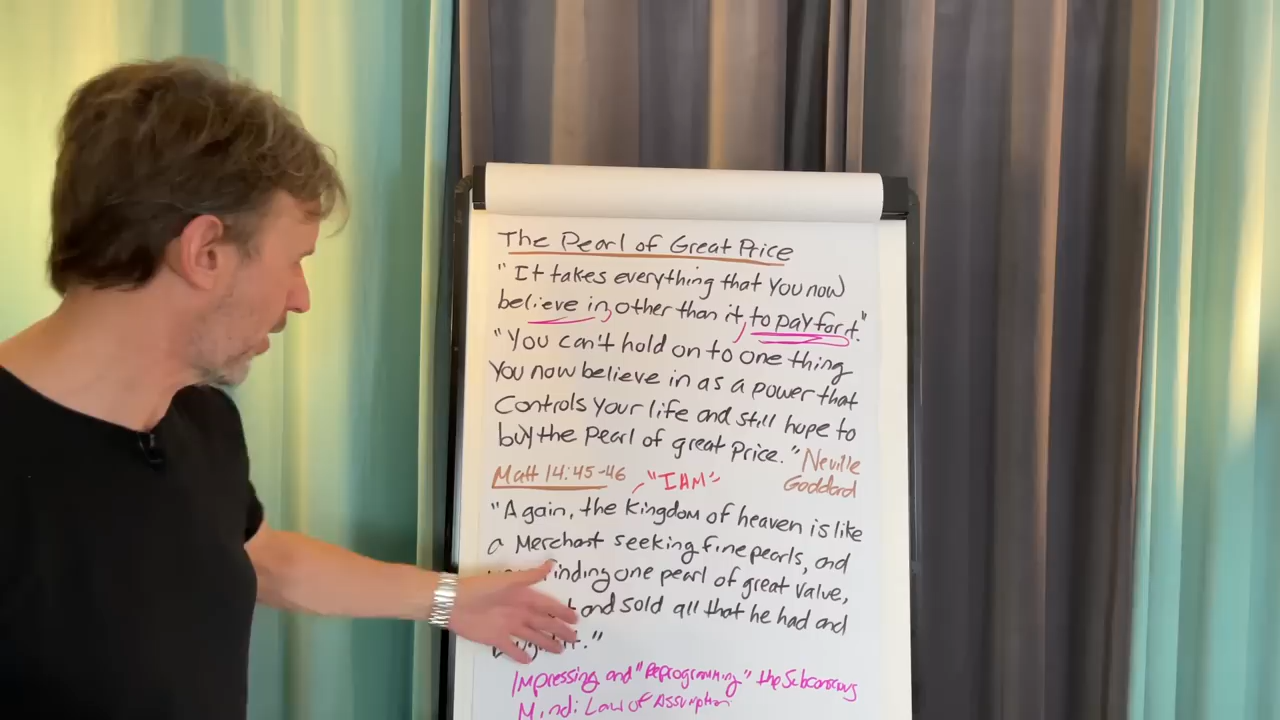 The Pearl of Great Price
"It takes everything that you now
believe in, other than it, to pay for it."
"You can't hold on to one thing
You now believe in as a power that
Controls your life and still hope to
buy the Pearl of great Price." Neville
Goddard
Matt 14:45-46 "I AM"
"Again, the kingdom of heaven is like
a Merchant seeking fine pearls, and
finding one pearl of great value,
and sold all that he had and
it."
Impressing and "Reprogramming" the Subconscious
Mind: Law of Assumption